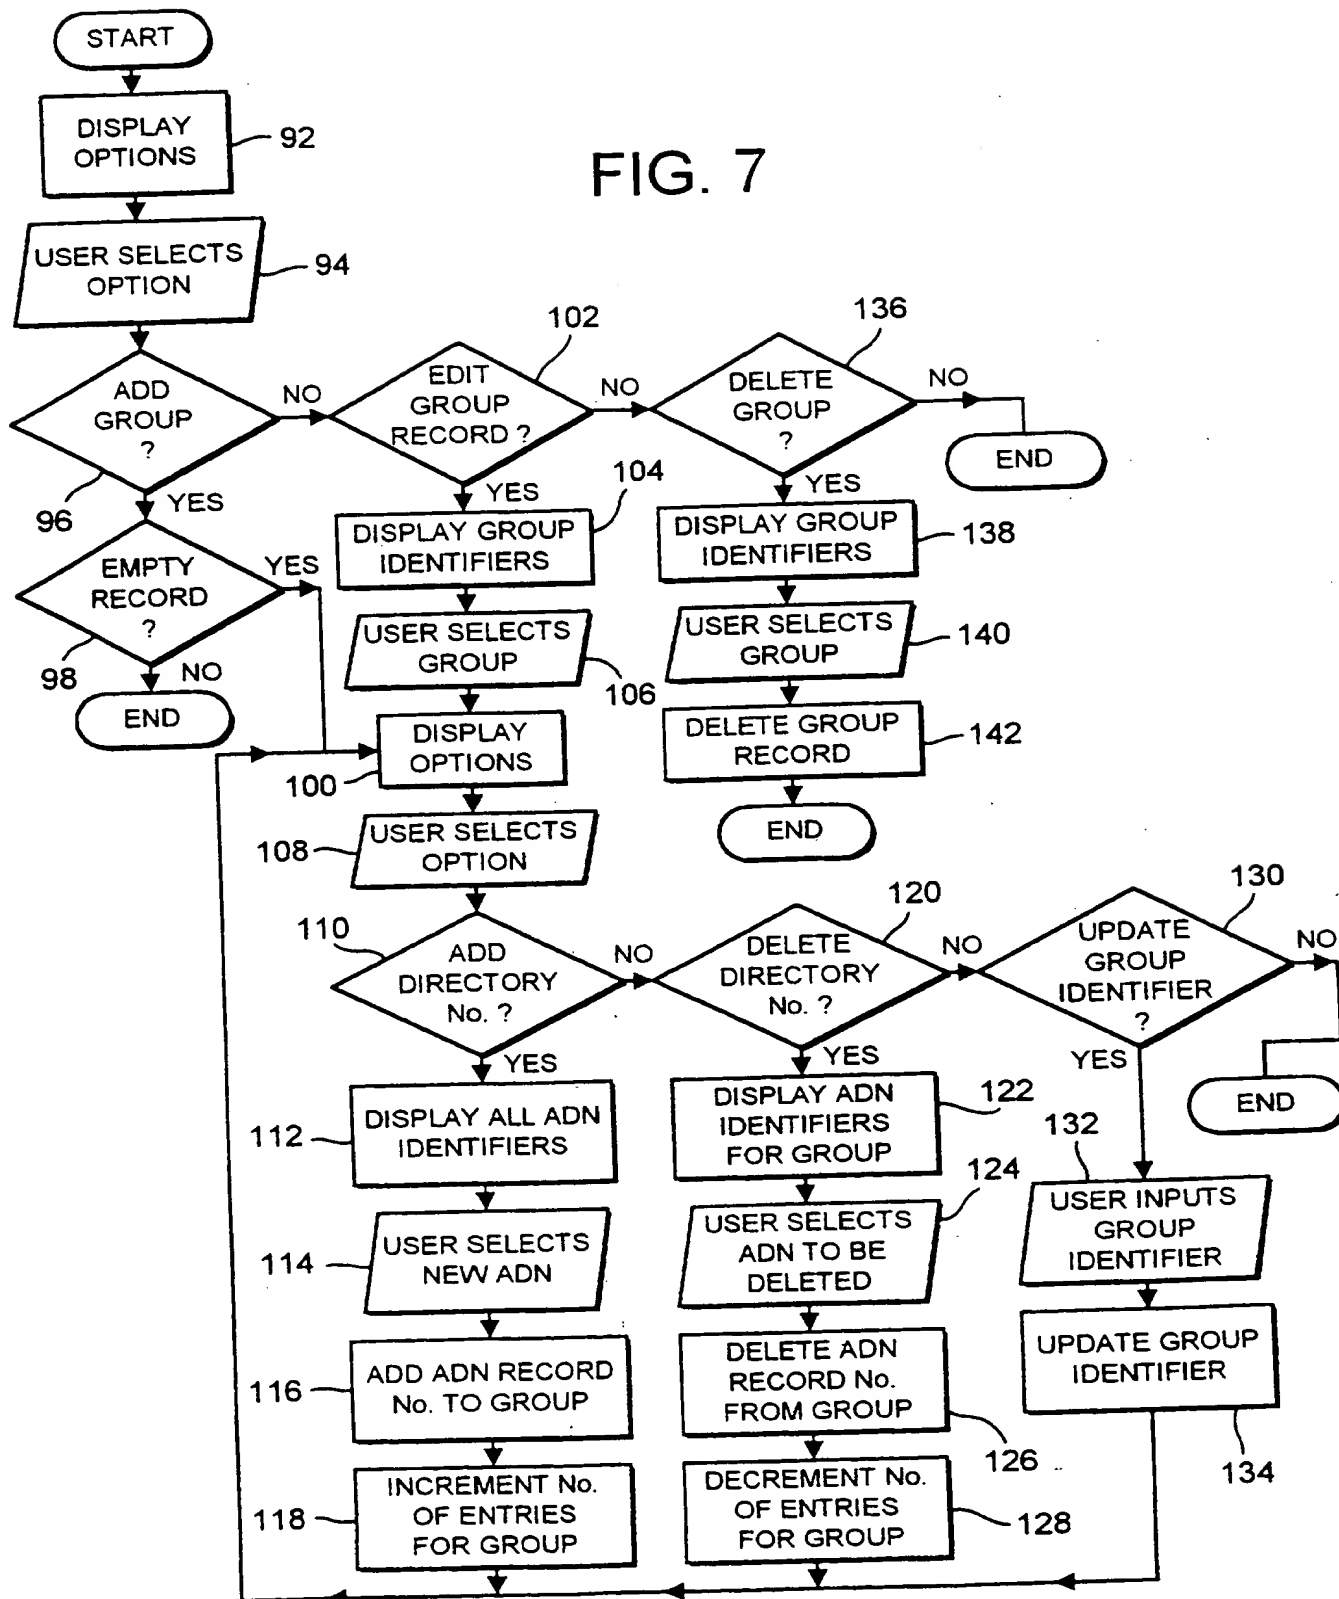 START
DISPLAY
OPTIONS
92
FIG. 7
USER SELECTS
OPTION
94
ADD
GROUP
?
96
NO
YES
EDIT
GROUP
RECORD ?
102
NO
YES
DELETE
GROUP
?
136
NO
YES
END
EMPTY
RECORD
?
98
YES
NO
END
DISPLAY GROUP
IDENTIFIERS
104
USER SELECTS
GROUP
106
DISPLAY GROUP
IDENTIFIERS
138
USER SELECTS
GROUP
140
DELETE GROUP
RECORD
142
END
DISPLAY
OPTIONS
100
USER SELECTS
OPTION
108
ADD
DIRECTORY
No. ?
110
NO
YES
DELETE
DIRECTORY
No. ?
120
NO
YES
UPDATE
GROUP
IDENTIFIER
?
130
NO
YES
END
DISPLAY ALL ADN
IDENTIFIERS
112
USER SELECTS
NEW ADN
114
ADD ADN RECORD
No. TO GROUP
116
INCREMENT No.
OF ENTRIES
FOR GROUP
118
DISPLAY ADN
IDENTIFIERS
FOR GROUP
122
USER SELECTS
ADN TO BE
DELETED
124
DELETE ADN
RECORD No.
FROM GROUP
126
DECREMENT No.
OF ENTRIES
FOR GROUP
128
132
USER INPUTS
GROUP
IDENTIFIER
UPDATE GROUP
IDENTIFIER
134